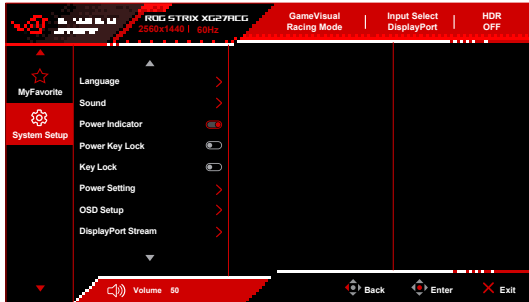 ROG STRIX XG27ACG
2560x1440 | 60Hz
GameVisual
Racing Mode
Input Select
DisplayPort
HDR
OFF
MyFavorite
System Setup
Language
Sound
Power Indicator
Power Key Lock
Key Lock
Power Setting
OSD Setup
DisplayPort Stream
Volume 50
Back
Enter
Exit